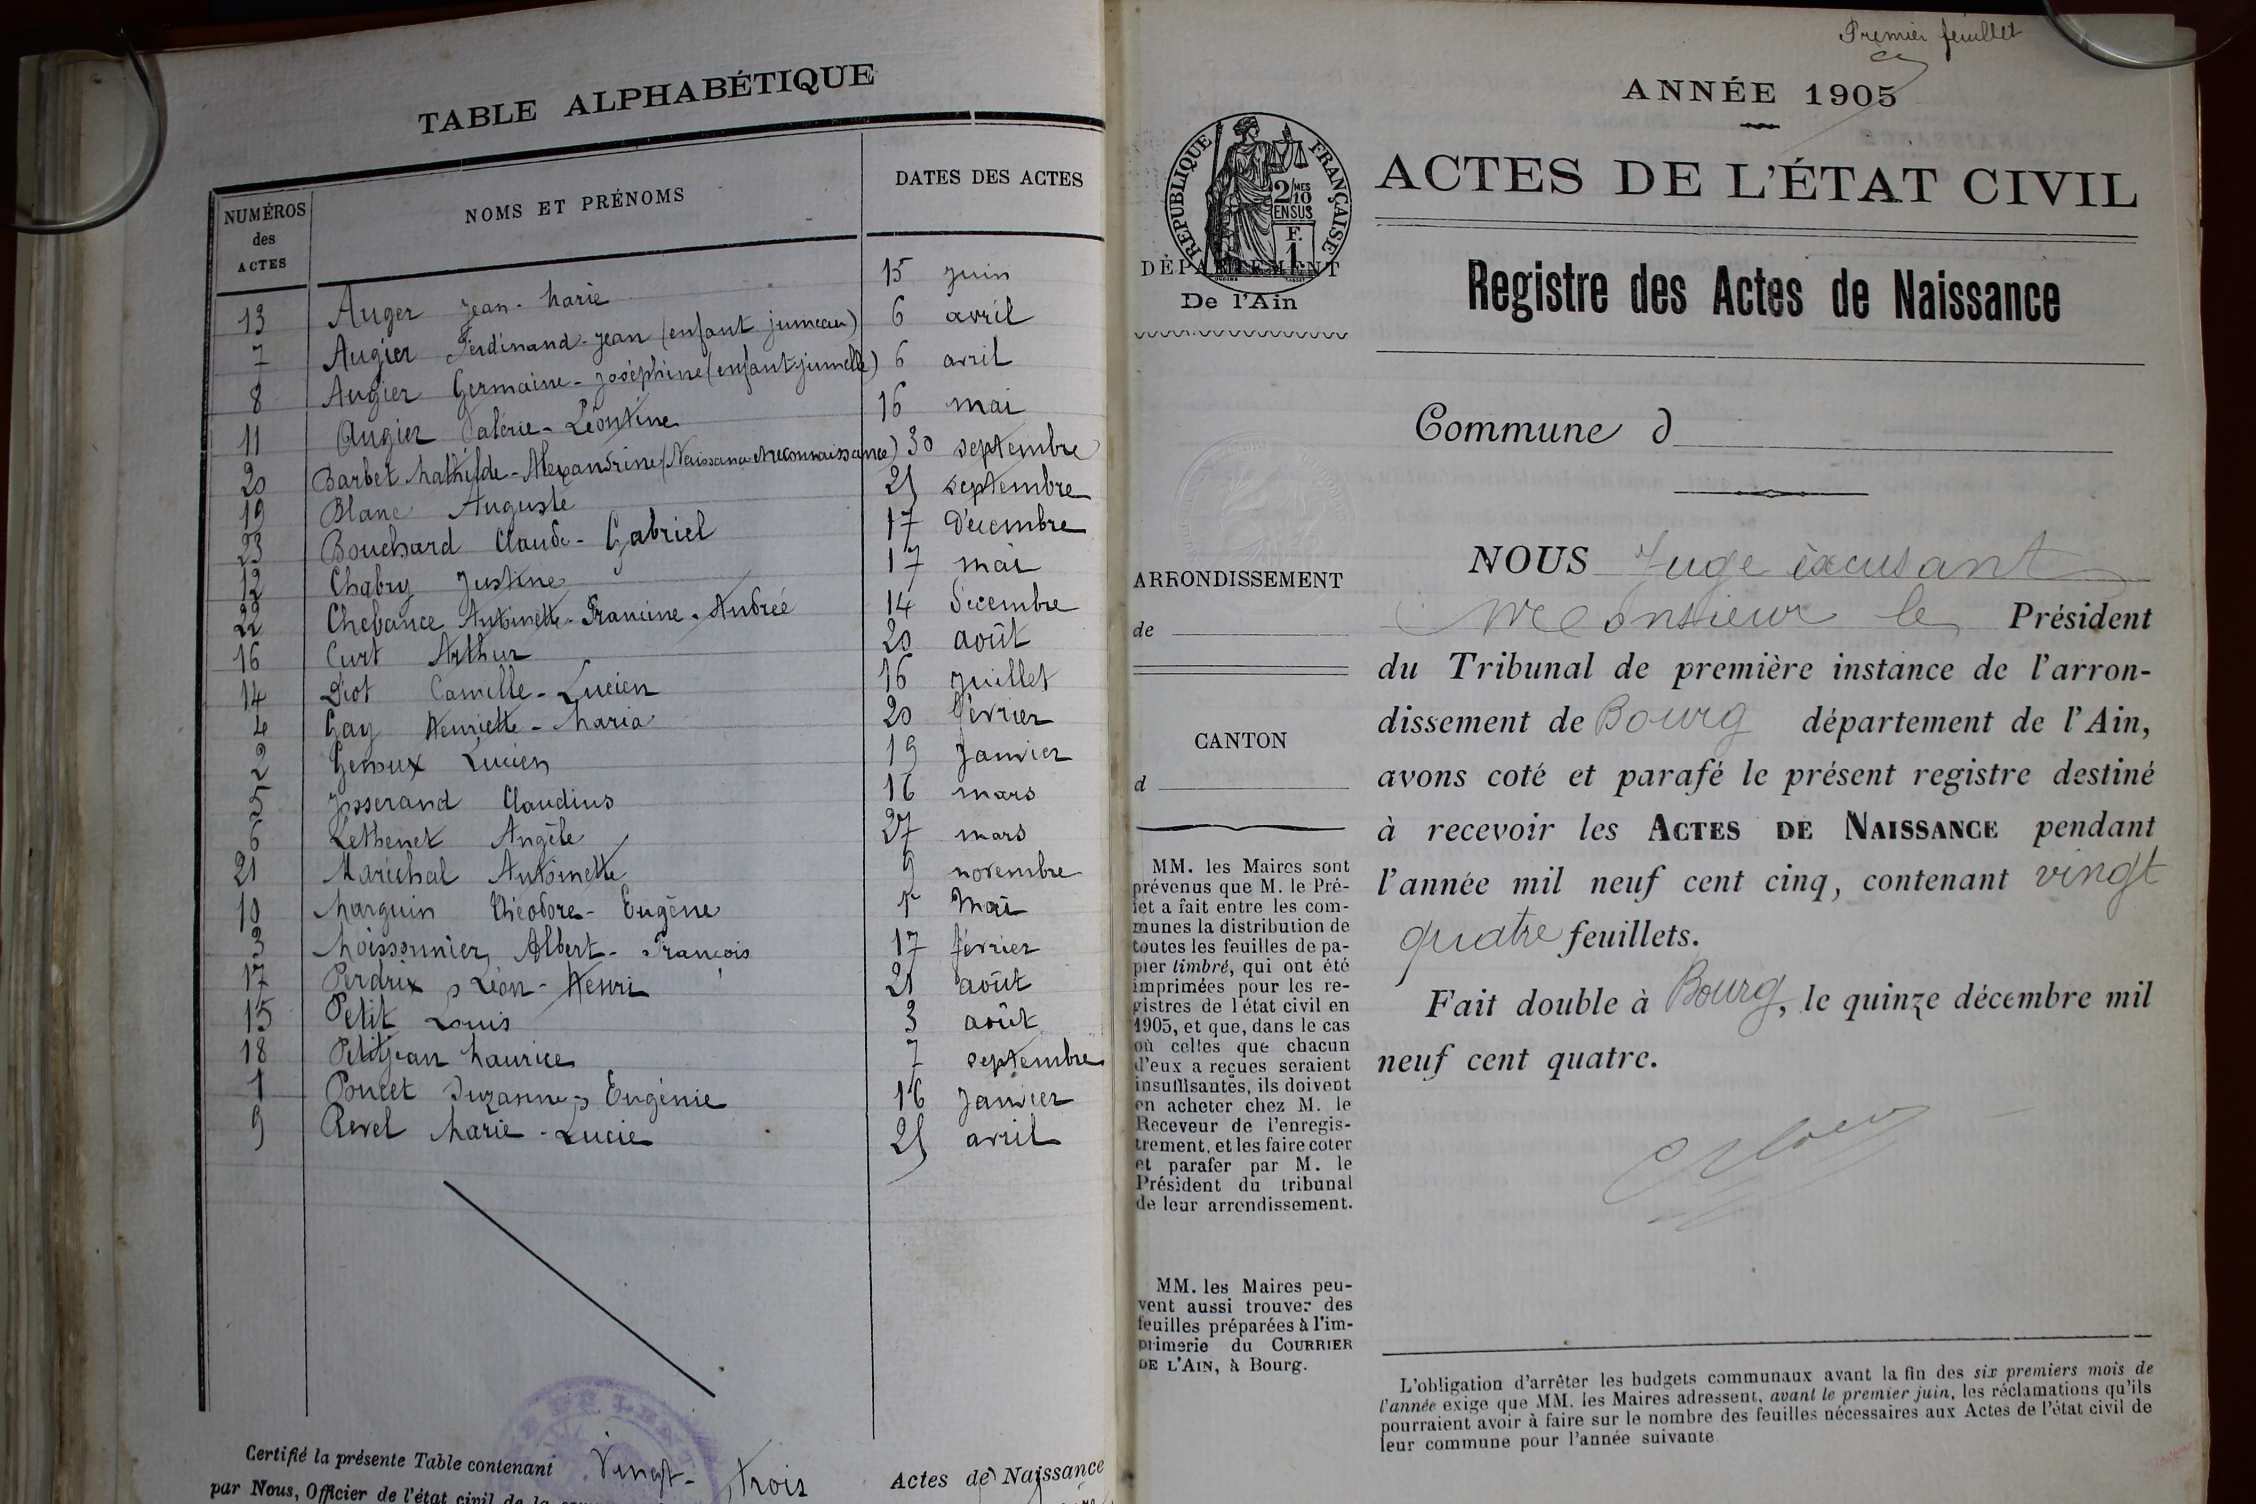 TABLE ALPHABÉTIQUE
NUMÉROS des ACTES NOMS ET PRÉNOMS DATES DES ACTES
13 Auger Jean-Marie 15 juin
7 Augier Ferdinand-Jean (enfant jumeau) 6 avril
8 Augier Germaine-Joséphine (enfant jumelle) 6 avril
11 Augier Valérie-Léontine 16 mai
20 Barbet Mathilde-Alexandrine (Naissance Reconnaissance) 30 septembre
19 Blanc Auguste 25 septembre
23 Bouchard Claude-Gabriel 17 décembre
12 Chabry Justine 17 mai
22 Chevance Antoinette-Francine-Andrée 14 décembre
16 Curt Arthur 20 août
14 Diot Camille-Lucien 16 juillet
4 Gay Henriette-Maria 20 février
2 Genoux Lucien 19 janvier
5 Josserand Claudius 16 mars
6 Lethenet Angèle 27 mars
21 Maréchal Antoinette 9 novembre
10 Marguin Théodore-Eugène 5 Mai
3 Moissonnier, Albert-François 17 février
17 Perdrix, Léon-Henri 21 août
15 Petit Louis 3 août
18 Petitjean Maurice 7 septembre
1 Poncet Suzanne, Eugénie 16 janvier
9 Revel Marie-Lucie 25 avril
Certifié la présente Table contenant Vingt-trois Actes de Naissance
par Nous, Officier de l'état civil de la
Premier feuillet
ANNÉE 1905
ACTES DE L'ÉTAT CIVIL
RÉPUBLIQUE FRANÇAISE
2/10 MES
EN SUS
F.
1
DÉPARTEMENT
De l'Ain
Registre des Actes de Naissance
Commune d
ARRONDISSEMENT
de
CANTON
d
MM. les Maires sont
prévenus que M. le Pré-
fet a fait entre les com-
munes la distribution de
toutes les feuilles de pa-
pier timbré, qui ont été
imprimées pour les re-
gistres de l'état civil en
1905, et que, dans le cas
où celles que chacun
d'eux a reçues seraient
insuffisantes, ils doivent
en acheter chez M. le
Receveur de l'enregis-
trement, et les faire coter
et parafer par M. le
Président du tribunal
de leur arrondissement.
MM. les Maires peu-
vent aussi trouver des
feuilles préparées à l'im-
primerie du COURRIER
DE L'AIN, à Bourg.
NOUS Juge excusant
Monsieur le Président
du Tribunal de première instance de l'arron-
dissement de Bourg département de l'Ain,
avons coté et parafé le présent registre destiné
à recevoir les ACTES DE NAISSANCE pendant
l'année mil neuf cent cinq, contenant vingt
quatre feuillets.
Fait double à Bourg, le quinze décembre mil
neuf cent quatre.
L'obligation d'arrêter les budgets communaux avant la fin des six premiers mois de
l'année exige que MM. les Maires adressent, avant le premier juin, les réclamations qu'ils
pourraient avoir à faire sur le nombre des feuilles nécessaires aux Actes de l'état civil de
leur commune pour l'année suivante